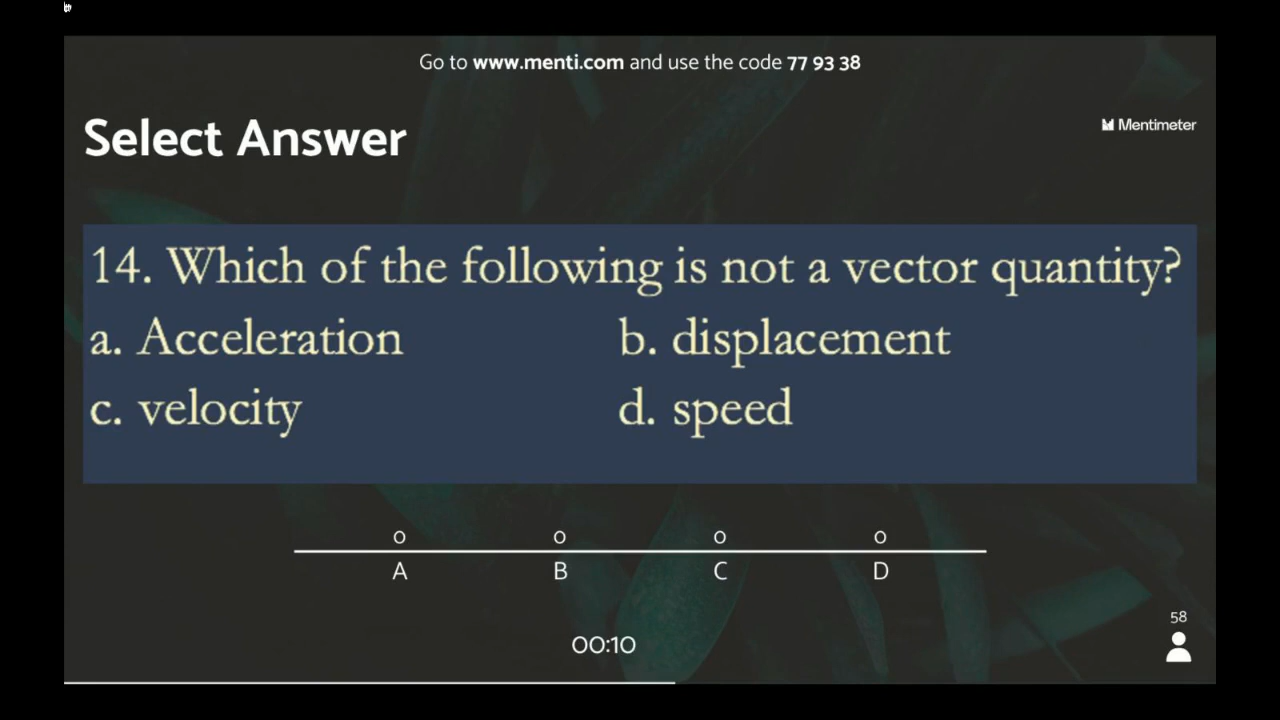 Go to www.menti.com and use the code 77 93 38
Select Answer
Mentimeter
14. Which of the following is not a vector quantity?
a. Acceleration b. displacement
c. velocity d. speed
0 0 0 0
A B C D
58
00:10